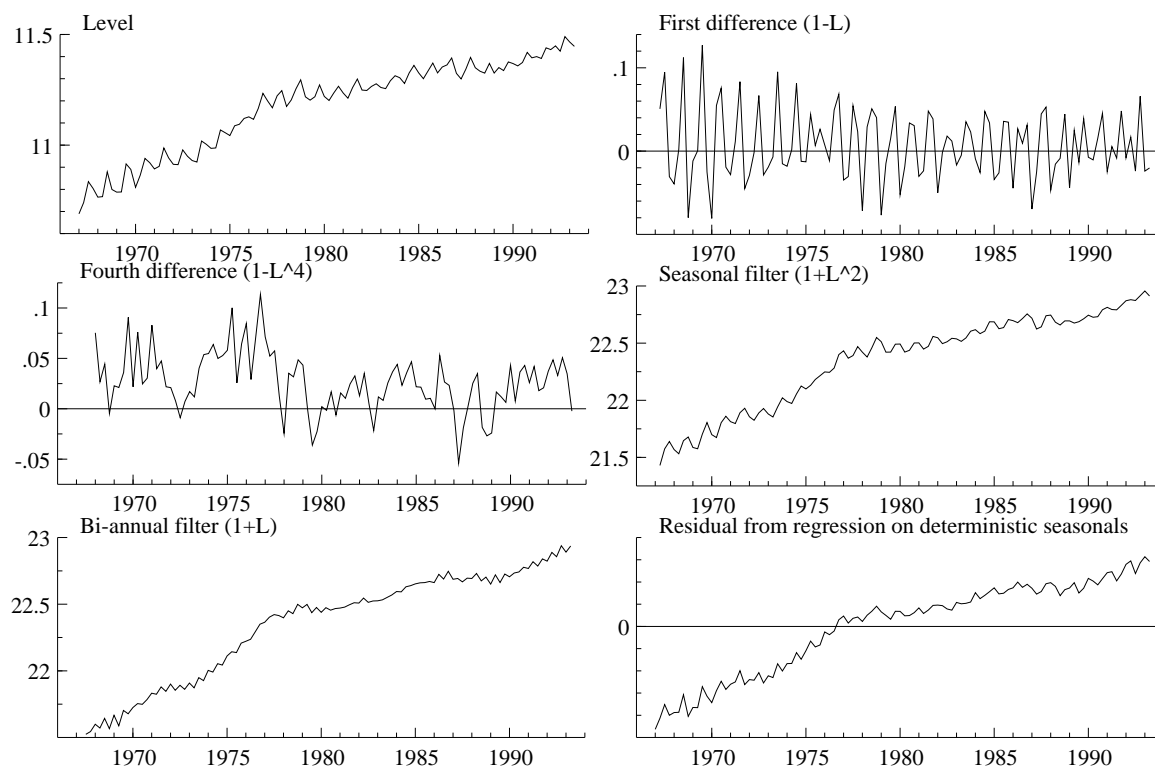 Level
11.5
11
1970 1975 1980 1985 1990
First difference (1-L)
.1
0
1970 1975 1980 1985 1990
Fourth difference (1-L^4)
.1
.05
0
-.05
1970 1975 1980 1985 1990
Seasonal filter (1+L^2)
23
22.5
22
21.5
1970 1975 1980 1985 1990
Bi-annual filter (1+L)
23
22.5
22
1970 1975 1980 1985 1990
Residual from regression on deterministic seasonals
0
1970 1975 1980 1985 1990